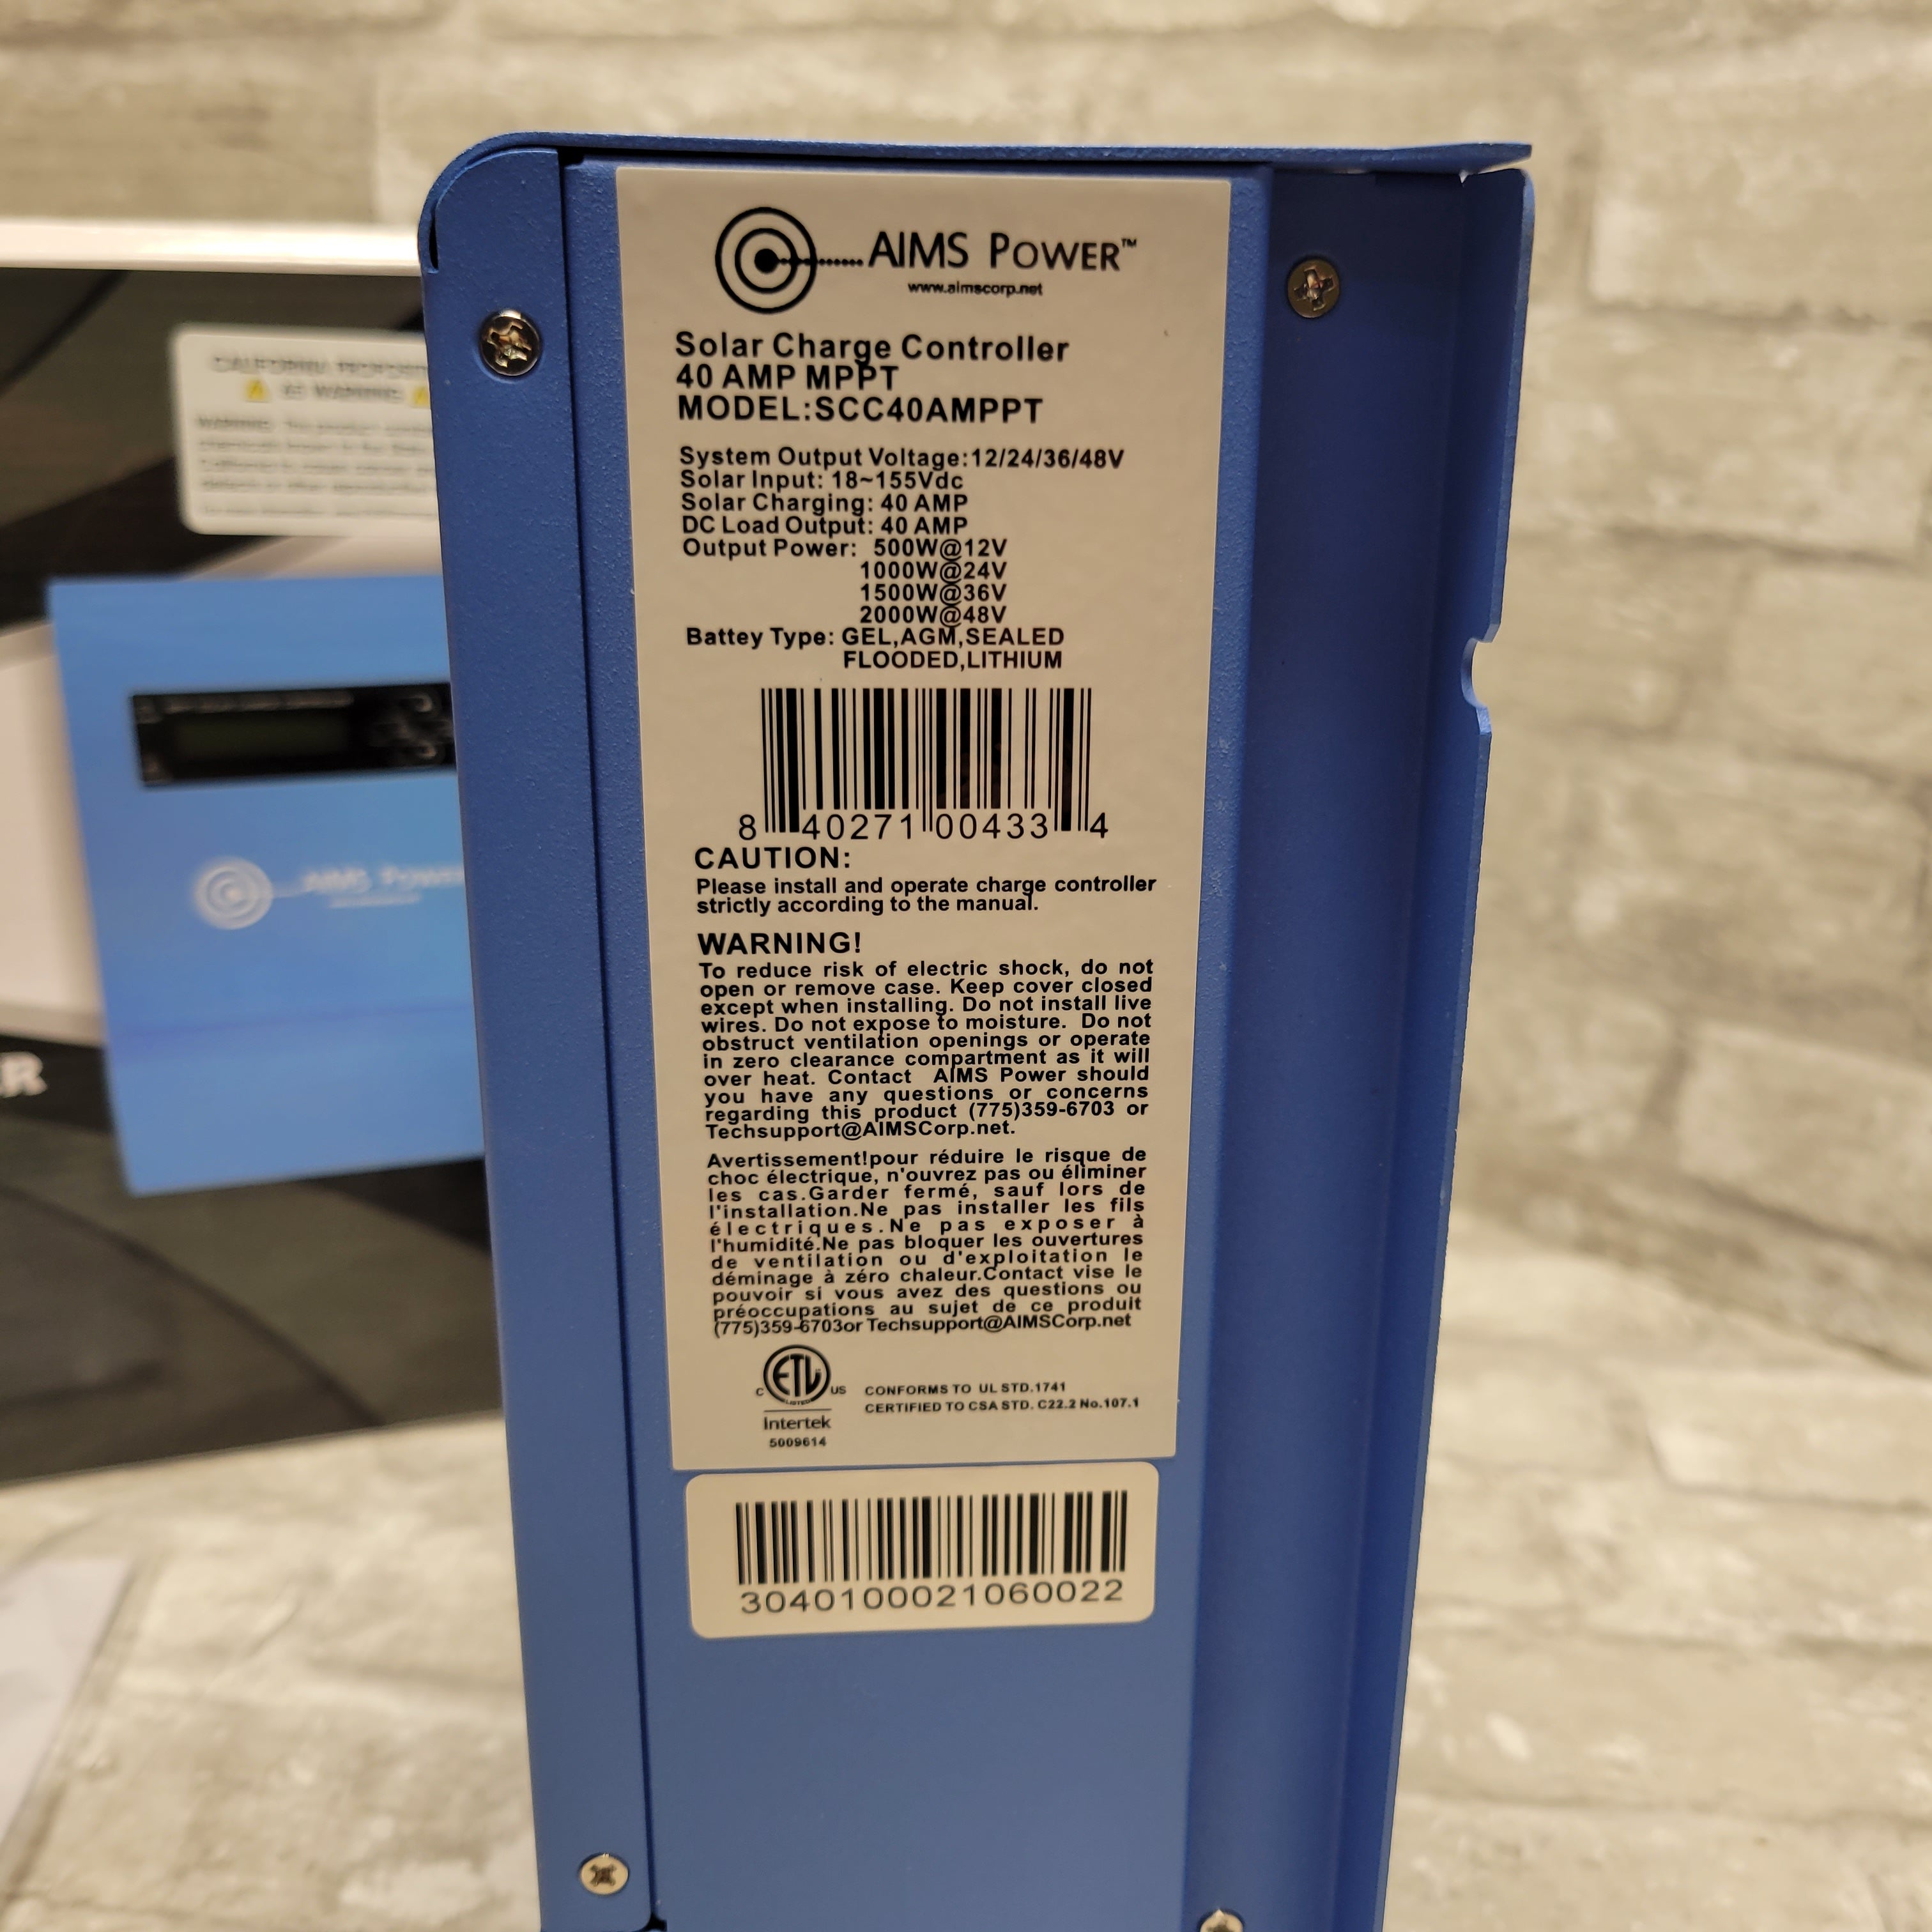 AIMS POWER™
www.aimscorp.net
Solar Charge Controller
40 AMP MPPT
MODEL:SCC40AMPPT
System Output Voltage:12/24/36/48V
Solar Input: 18~155Vdc
Solar Charging: 40 AMP
DC Load Output: 40 AMP
Output Power: 500W@12V
1000W@24V
1500W@36V
2000W@48V
Battey Type: GEL,AGM,SEALED
FLOODED,LITHIUM
8 40271 00433 4
CAUTION:
Please install and operate charge controller
strictly according to the manual.
WARNING!
To reduce risk of electric shock, do not
open or remove case. Keep cover closed
except when installing. Do not install live
wires. Do not expose to moisture. Do not
obstruct ventilation openings or operate
in zero clearance compartment as it will
over heat. Contact AIMS Power should
you have any questions or concerns
regarding this product (775)359-6703 or
Techsupport@AIMSCorp.net.
Avertissement!pour réduire le risque de
choc électrique, n'ouvrez pas ou éliminer
les cas.Garder fermé, sauf lors de
l'installation.Ne pas installer les fils
électriques.Ne pas exposer à
l'humidité.Ne pas bloquer les ouvertures
de ventilation ou d'exploitation le
déminage à zéro chaleur.Contact vise le
pouvoir si vous avez des questions ou
préoccupations au sujet de ce produit
(775)359-6703or Techsupport@AIMSCorp.net
C ETL US
LISTED
Intertek
5009614
CONFORMS TO UL STD.1741
CERTIFIED TO CSA STD. C22.2 No.107.1
3040100021060022
CALIFORNIA
65 WARNING
AIMS POWER
ER